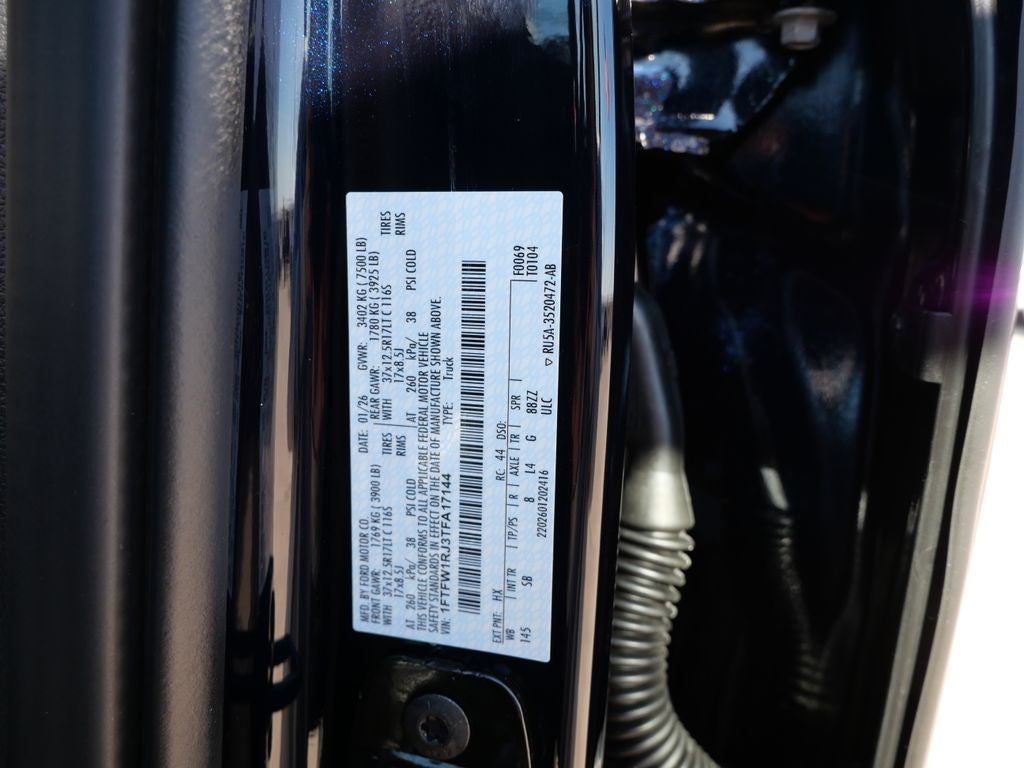 MFD. BY FORD MOTOR CO. DATE: 01/26 GVWR: 3402 KG ( 7500 LB)
FRONT GAWR: 1769 KG ( 3900 LB) REAR GAWR: 1780 KG ( 3925 LB)
WITH 37x12.5R17LT C 116S TIRES WITH 37x12.5R17LT C 116S TIRES
17x8.5J RIMS 17x8.5J RIMS
AT 260 kPa/ 38 PSI COLD AT 260 kPa/ 38 PSI COLD
THIS VEHICLE CONFORMS TO ALL APPLICABLE FEDERAL MOTOR VEHICLE
SAFETY STANDARDS IN EFFECT ON THE DATE OF MANUFACTURE SHOWN ABOVE.
VIN: 1FTFW1RJ3TFA17144 TYPE: Truck
EXT PNT: HX RC: 44 DSO: F0069
WB INT TR TP/PS R AXLE TR SPR T0104
145 5B 8 L4 G 88ZZ
2202601202416 ULC ▽ RU5A-3520472-AB